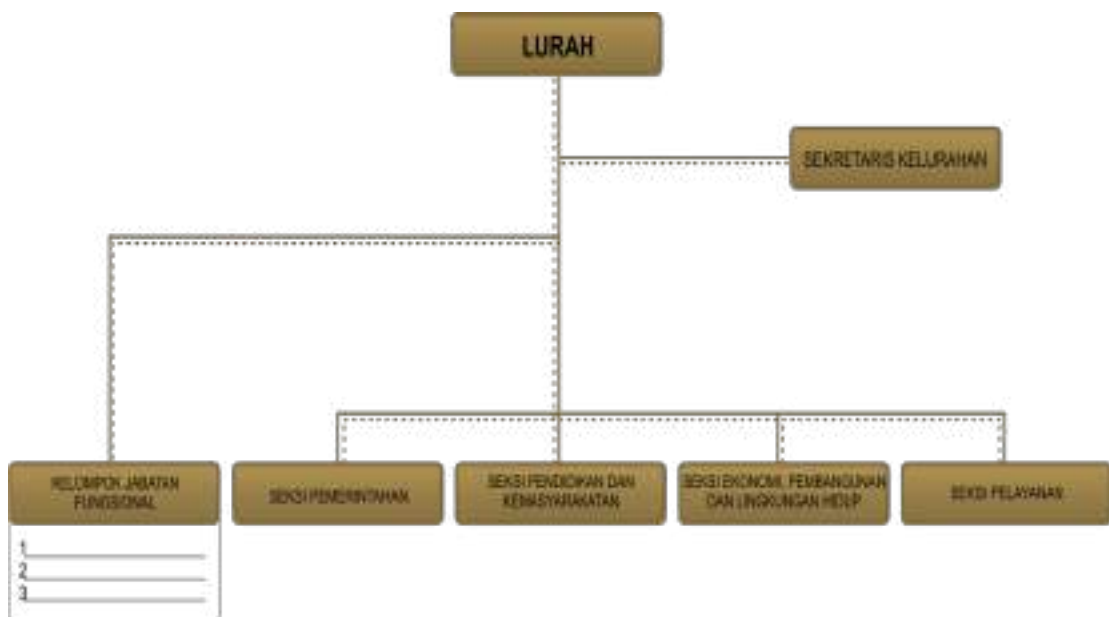 LURAH
SEKRETARIS KELURAHAN
KELOMPOK JABATAN
FUNGSIONAL
SEKSI PEMERINTAHAN
SEKSI PENDIDIKAN DAN
KEMASYARAKATAN
SEKSI EKONOMI, PEMBANGUNAN
DAN LINGKUNGAN HIDUP
SEKSI PELAYANAN
1
2
3